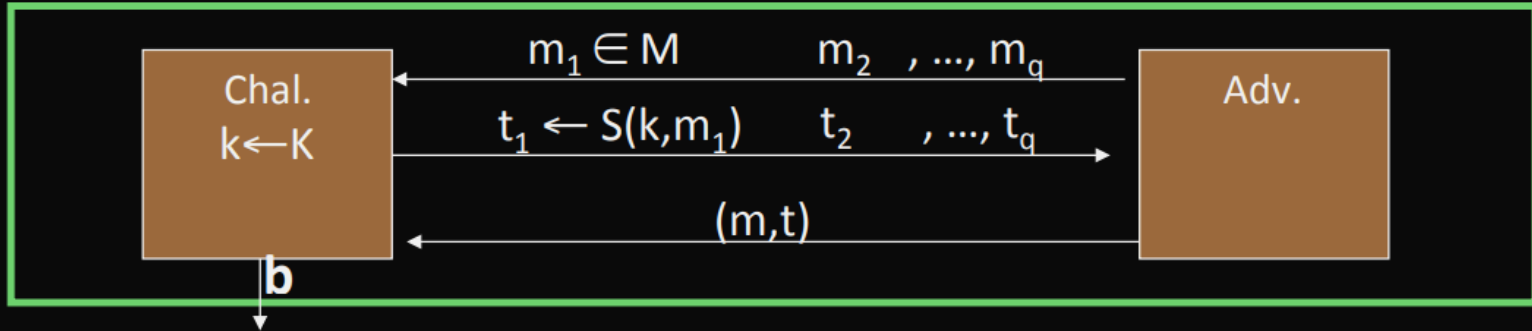 m₁ ∈ M m₂ , ..., m_q
Chal.
Adv.
k←K
t₁ ← S(k,m₁) t₂ , ..., t_q
(m,t)
b